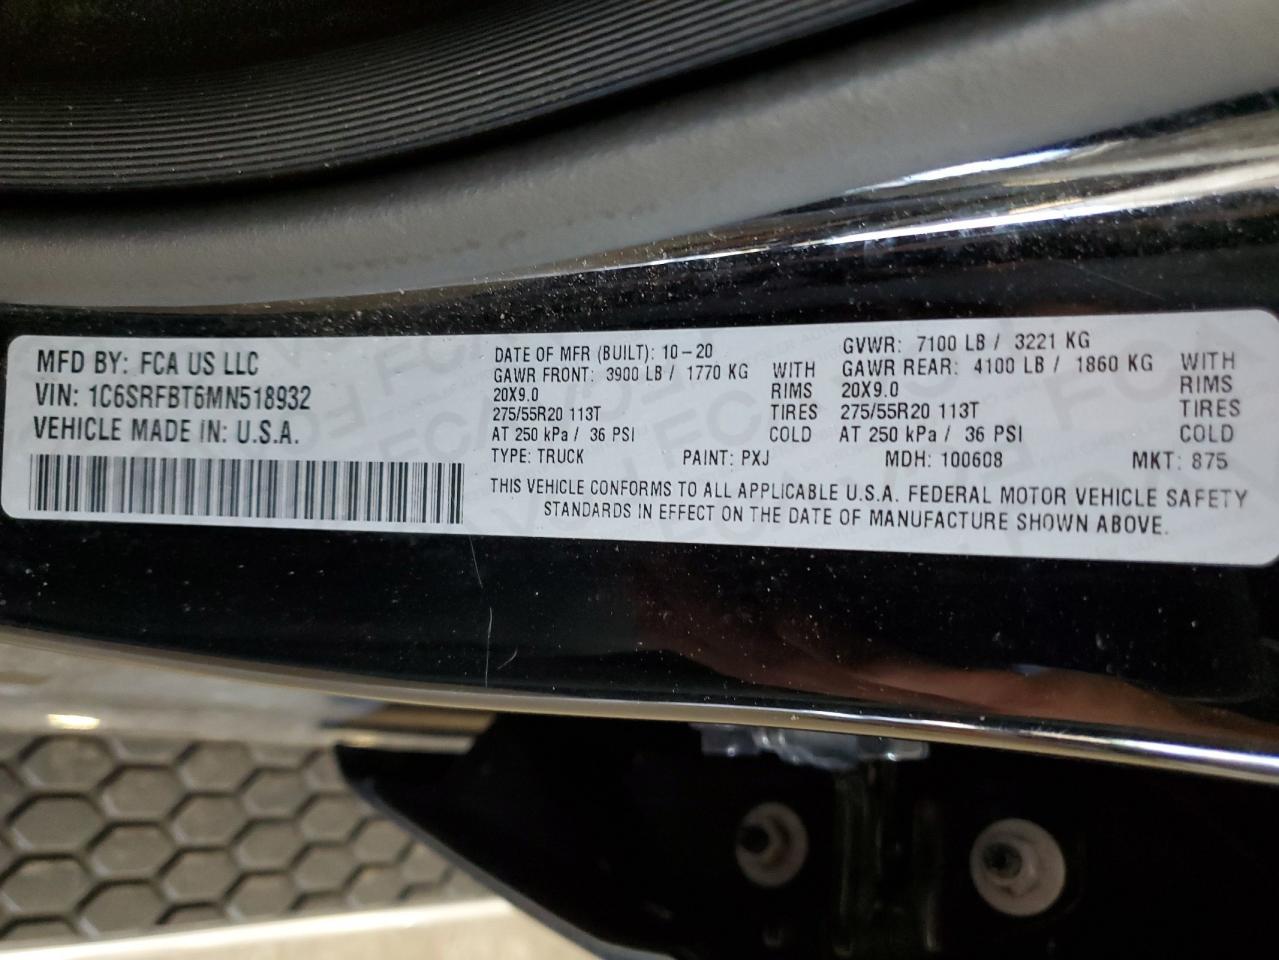 MFD BY: FCA US LLC
VIN: 1C6SRFBT6MN518932
VEHICLE MADE IN: U.S.A.
DATE OF MFR (BUILT): 10-20 GVWR: 7100 LB / 3221 KG
GAWR FRONT: 3900 LB / 1770 KG WITH GAWR REAR: 4100 LB / 1860 KG WITH
20X9.0 RIMS 20X9.0 RIMS
275/55R20 113T TIRES 275/55R20 113T TIRES
AT 250 kPa / 36 PSI COLD AT 250 kPa / 36 PSI COLD
TYPE: TRUCK PAINT: PXJ MDH: 100608 MKT: 875
THIS VEHICLE CONFORMS TO ALL APPLICABLE U.S.A. FEDERAL MOTOR VEHICLE SAFETY
STANDARDS IN EFFECT ON THE DATE OF MANUFACTURE SHOWN ABOVE.